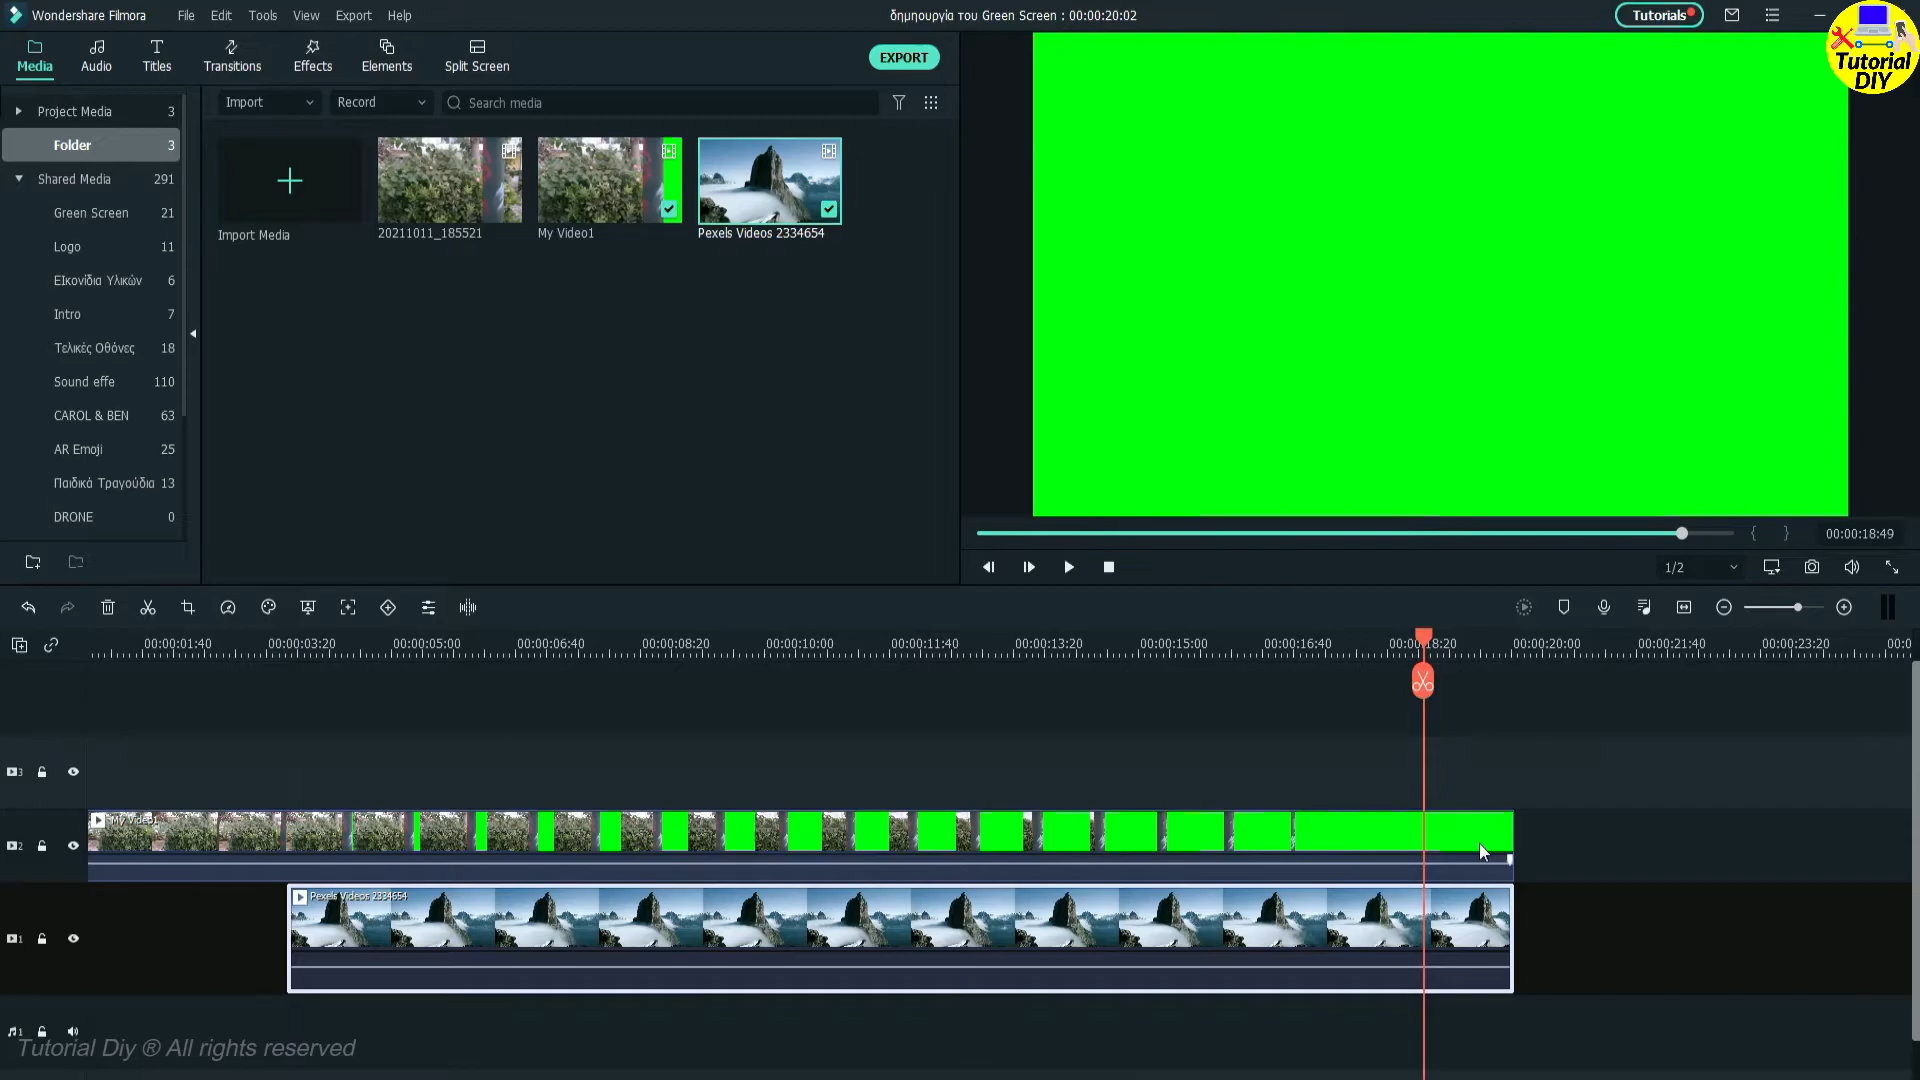 Wondershare Filmora File Edit Tools View Export Help
δημηουργία του Green Screen : 00:00:20:02
Tutorials
Tutorial
DIY
Media Audio Titles Transitions Effects Elements Split Screen
EXPORT
Project Media 3
Folder 3
Shared Media 291
Green Screen 21
Logo 11
ΕΙκονίδια Υλικών 6
Intro 7
Τελικές Οθόνες 18
Sound effe 110
CAROL & BEN 63
AR Emoji 25
Παιδικά Τραγούδια 13
DRONE 0
Import Record Search media
Import Media
20211011_185521
My Video1
Pexels Videos 2334654
00:00:18:49
1/2
00:00:01:40 00:00:03:20 00:00:05:00 00:00:06:40 00:00:08:20 00:00:10:00 00:00:11:40 00:00:13:20 00:00:15:00 00:00:16:40 00:00:18:20 00:00:20:00 00:00:21:40 00:00:23:20 00:0
3
2
My Video1
1
Pexels Videos 2334654
1
Tutorial Diy ® All rights reserved